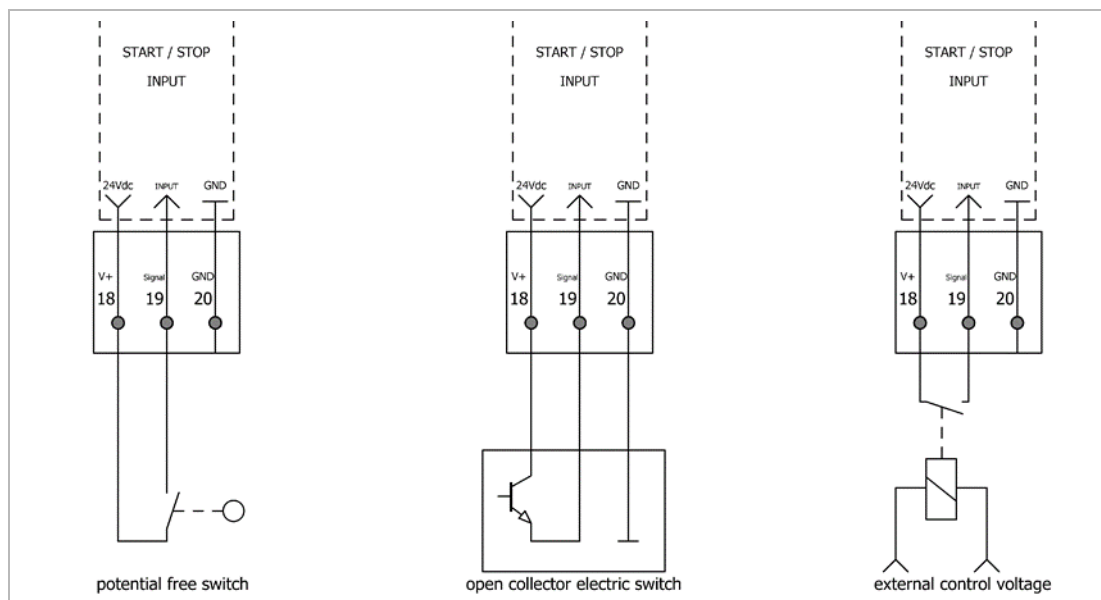 START / STOP
INPUT
24Vdc INPUT GND
V+ Signal GND
18 19 20
potential free switch
START / STOP
INPUT
24Vdc INPUT GND
V+ Signal GND
18 19 20
open collector electric switch
START / STOP
INPUT
24Vdc INPUT GND
V+ Signal GND
18 19 20
external control voltage